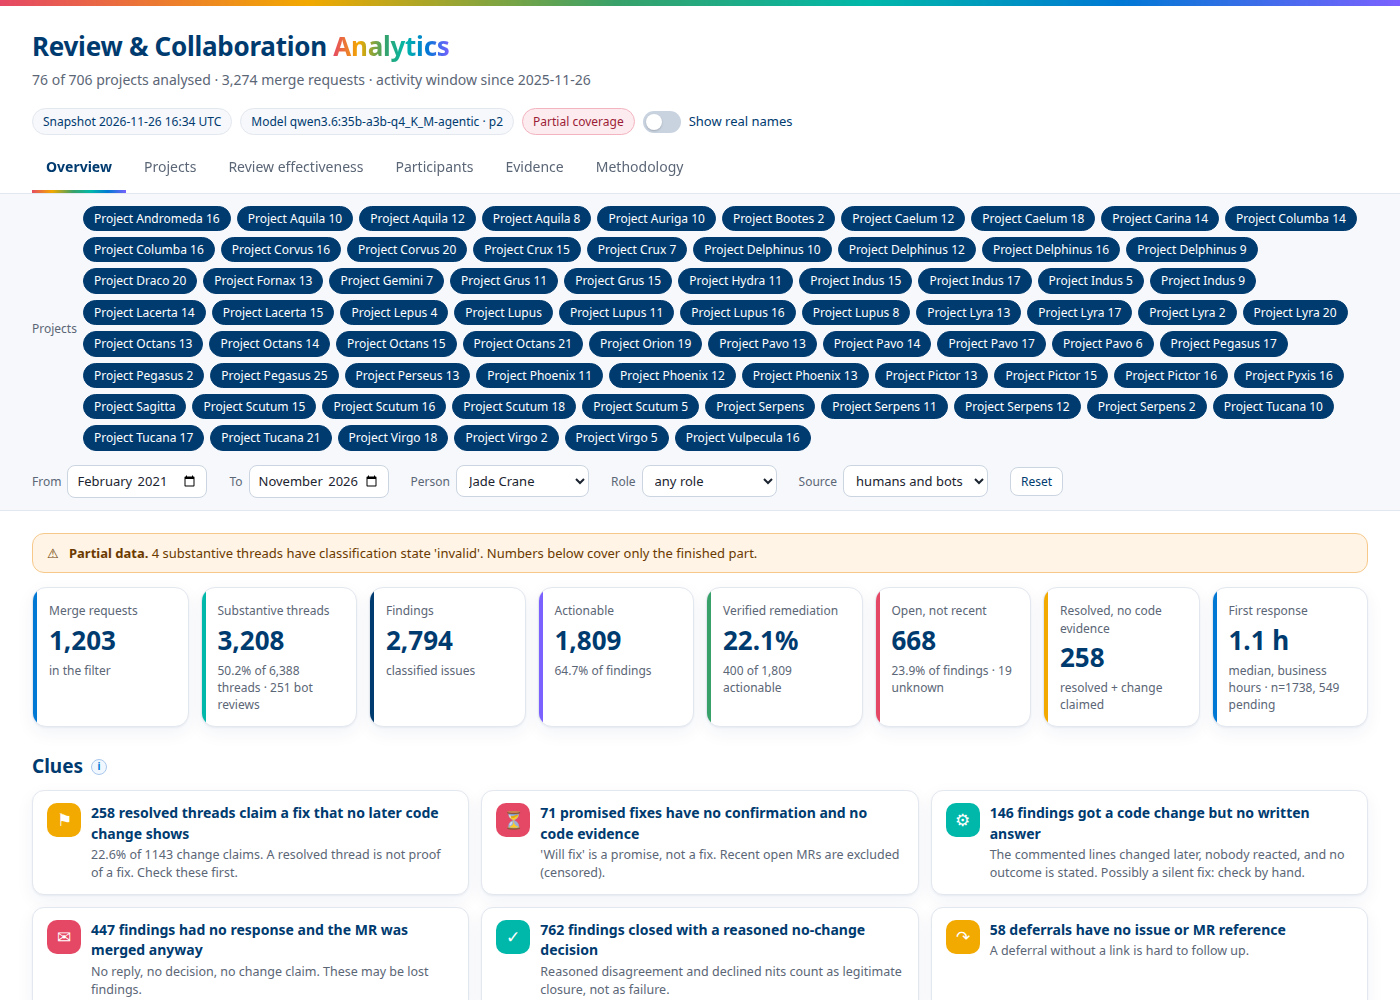 Review & Collaboration Analytics
76 of 706 projects analysed · 3,274 merge requests · activity window since 2025-11-26
Snapshot 2026-11-26 16:34 UTC
Model qwen3.6:35b-a3b-q4_K_M-agentic · p2
Partial coverage
Show real names
Overview
Projects
Review effectiveness
Participants
Evidence
Methodology
Projects
Project Andromeda 16
Project Aquila 10
Project Aquila 12
Project Aquila 8
Project Auriga 10
Project Bootes 2
Project Caelum 12
Project Caelum 18
Project Carina 14
Project Columba 14
Project Columba 16
Project Corvus 16
Project Corvus 20
Project Crux 15
Project Crux 7
Project Delphinus 10
Project Delphinus 12
Project Delphinus 16
Project Delphinus 9
Project Draco 20
Project Fornax 13
Project Gemini 7
Project Grus 11
Project Grus 15
Project Hydra 11
Project Indus 15
Project Indus 17
Project Indus 5
Project Indus 9
Project Lacerta 14
Project Lacerta 15
Project Lepus 4
Project Lupus
Project Lupus 11
Project Lupus 16
Project Lupus 8
Project Lyra 13
Project Lyra 17
Project Lyra 2
Project Lyra 20
Project Octans 13
Project Octans 14
Project Octans 15
Project Octans 21
Project Orion 19
Project Pavo 13
Project Pavo 14
Project Pavo 17
Project Pavo 6
Project Pegasus 17
Project Pegasus 2
Project Pegasus 25
Project Perseus 13
Project Phoenix 11
Project Phoenix 12
Project Phoenix 13
Project Pictor 13
Project Pictor 15
Project Pictor 16
Project Pyxis 16
Project Sagitta
Project Scutum 15
Project Scutum 16
Project Scutum 18
Project Scutum 5
Project Serpens
Project Serpens 11
Project Serpens 12
Project Serpens 2
Project Tucana 10
Project Tucana 17
Project Tucana 21
Project Virgo 18
Project Virgo 2
Project Virgo 5
Project Vulpecula 16
From
February 2021
To
November 2026
Person
Jade Crane
Role
any role
Source
humans and bots
Reset
⚠ Partial data. 4 substantive threads have classification state 'invalid'. Numbers below cover only the finished part.
Merge requests
1,203
in the filter
Substantive threads
3,208
50.2% of 6,388
threads · 251 bot
reviews
Findings
2,794
classified issues
Actionable
1,809
64.7% of findings
Verified remediation
22.1%
400 of 1,809
actionable
Open, not recent
668
23.9% of findings · 19
unknown
Resolved, no code
evidence
258
resolved + change
claimed
First response
1.1 h
median, business
hours · n=1738, 549
pending
Clues
i
258 resolved threads claim a fix that no later code
change shows
22.6% of 1143 change claims. A resolved thread is not proof
of a fix. Check these first.
71 promised fixes have no confirmation and no
code evidence
'Will fix' is a promise, not a fix. Recent open MRs are excluded
(censored).
146 findings got a code change but no written
answer
The commented lines changed later, nobody reacted, and no
outcome is stated. Possibly a silent fix: check by hand.
447 findings had no response and the MR was
merged anyway
No reply, no decision, no change claim. These may be lost
findings.
762 findings closed with a reasoned no-change
decision
Reasoned disagreement and declined nits count as legitimate
closure, not as failure.
58 deferrals have no issue or MR reference
A deferral without a link is hard to follow up.